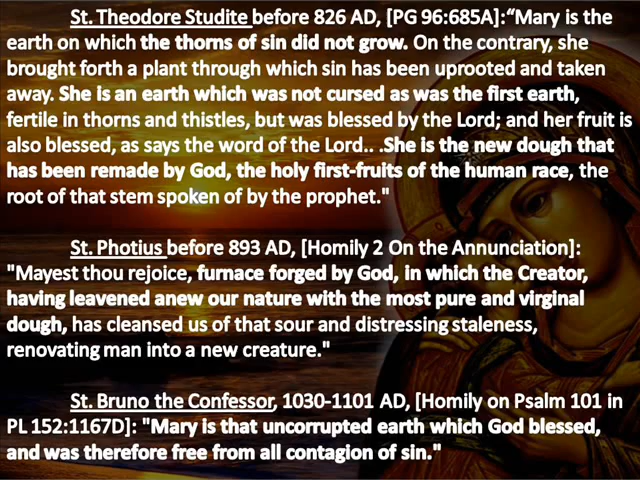 St. Theodore Studite before 826 AD, [PG 96:685A]:“Mary is the
earth on which the thorns of sin did not grow. On the contrary, she
brought forth a plant through which sin has been uprooted and taken
away. She is an earth which was not cursed as was the first earth,
fertile in thorns and thistles, but was blessed by the Lord; and her fruit is
also blessed, as says the word of the Lord.. .She is the new dough that
has been remade by God, the holy first-fruits of the human race, the
root of that stem spoken of by the prophet."
St. Photius before 893 AD, [Homily 2 On the Annunciation]:
"Mayest thou rejoice, furnace forged by God, in which the Creator,
having leavened anew our nature with the most pure and virginal
dough, has cleansed us of that sour and distressing staleness,
renovating man into a new creature."
St. Bruno the Confessor, 1030-1101 AD, [Homily on Psalm 101 in
PL 152:1167D]: "Mary is that uncorrupted earth which God blessed,
and was therefore free from all contagion of sin."